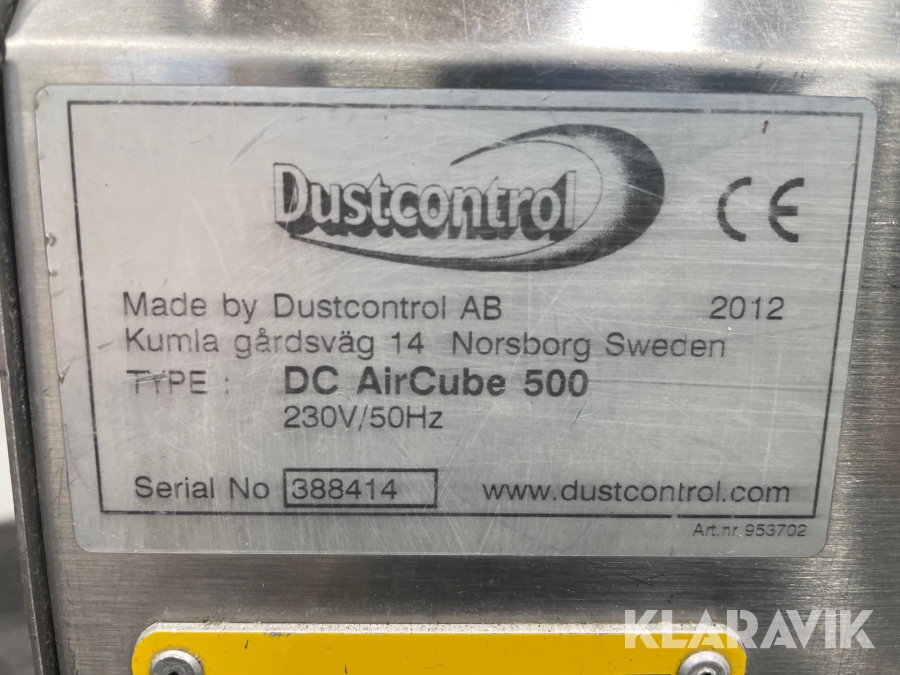 Dustcontrol
CE
Made by Dustcontrol AB 2012
Kumla gårdsväg 14 Norsborg Sweden
TYPE : DC AirCube 500
230V/50Hz
Serial No 388414 www.dustcontrol.com
Art.nr 953702
KLARAVIK